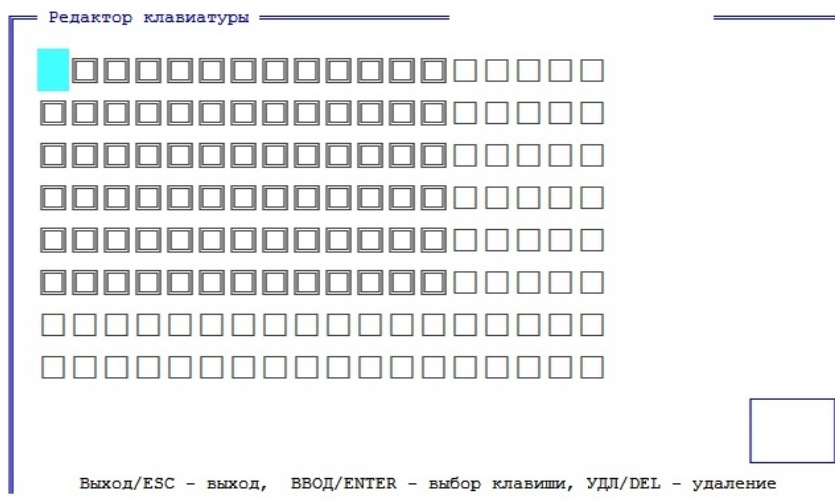 Редактор клавиатуры
Выход/ESC - выход, ВВОД/ENTER - выбор клавиши, УДЛ/DEL - удаление